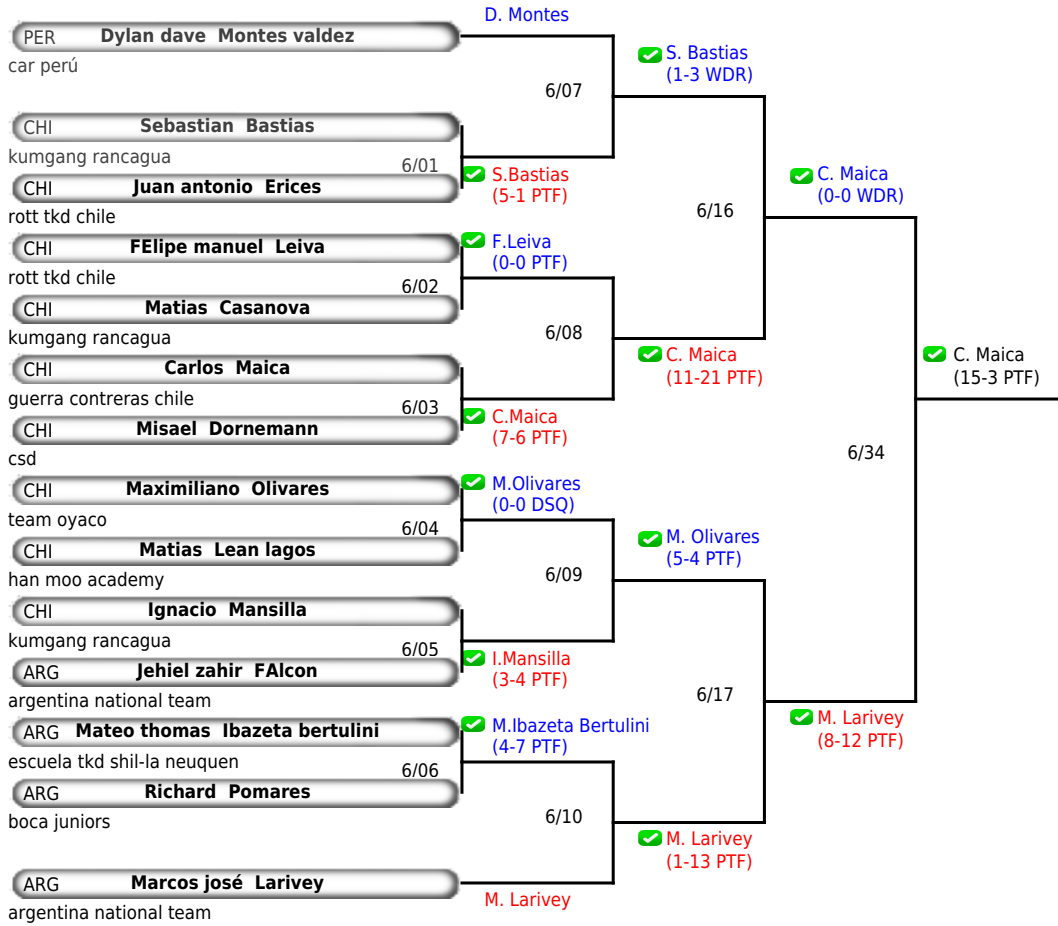 D. Montes
PER Dylan dave Montes valdez
car perú
S. Bastias
(1-3 WDR)
6/07
CHI Sebastian Bastias
kumgang rancagua
6/01
S.Bastias
(5-1 PTF)
CHI Juan antonio Erices
rott tkd chile
C. Maica
(0-0 WDR)
6/16
CHI FElipe manuel Leiva
rott tkd chile
F.Leiva
(0-0 PTF)
6/02
CHI Matias Casanova
kumgang rancagua
6/08
C. Maica
(11-21 PTF)
C. Maica
(15-3 PTF)
CHI Carlos Maica
guerra contreras chile
6/03
C.Maica
(7-6 PTF)
CHI Misael Dornemann
csd
6/34
CHI Maximiliano Olivares
team oyaco
M.Olivares
(0-0 DSQ)
6/04
CHI Matias Lean lagos
han moo academy
6/09
M. Olivares
(5-4 PTF)
CHI Ignacio Mansilla
kumgang rancagua
6/05
I.Mansilla
(3-4 PTF)
ARG Jehiel zahir FAlcon
argentina national team
6/17
M. Larivey
(8-12 PTF)
ARG Mateo thomas Ibazeta bertulini
escuela tkd shil-la neuquen
M.Ibazeta Bertulini
(4-7 PTF)
6/06
ARG Richard Pomares
boca juniors
6/10
M. Larivey
(1-13 PTF)
ARG Marcos josé Larivey
argentina national team
M. Larivey